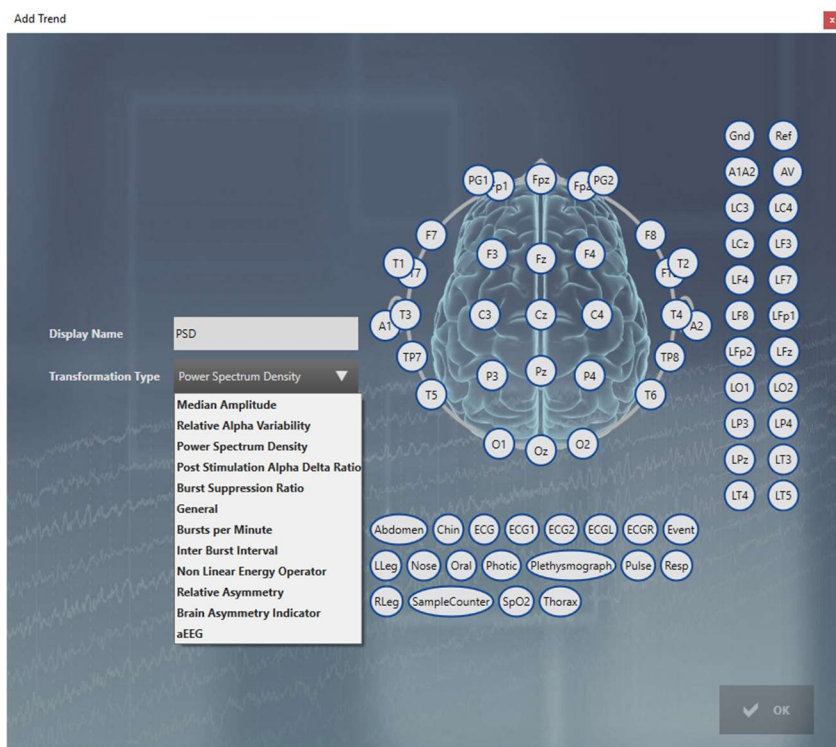 Add Trend
x
Gnd Ref
PG1 Fp1 Fpz Fp2 PG2
A1A2 AV
LC3 LC4
F7 F8
F3 Fz F4
LCz LF3
T1 T2
LF4 LF7
Display Name PSD
A1 T3 C3 Cz C4 T4 A2
LF8 LFp1
TP7 TP8
LFp2 LFz
Transformation Type Power Spectrum Density
P3 Pz P4
T5 T6
LO1 LO2
Median Amplitude
Relative Alpha Variability
LP3 LP4
Power Spectrum Density
O1 Oz O2
Post Stimulation Alpha Delta Ratio
LPz LT3
Burst Suppression Ratio
LT4 LT5
General
Bursts per Minute
Abdomen Chin ECG ECG1 ECG2 ECGL ECGR Event
Inter Burst Interval
Non Linear Energy Operator
LLeg Nose Oral Photic Plethysmograph Pulse Resp
Relative Asymmetry
RLeg SampleCounter SpO2 Thorax
Brain Asymmetry Indicator
aEEG
OK